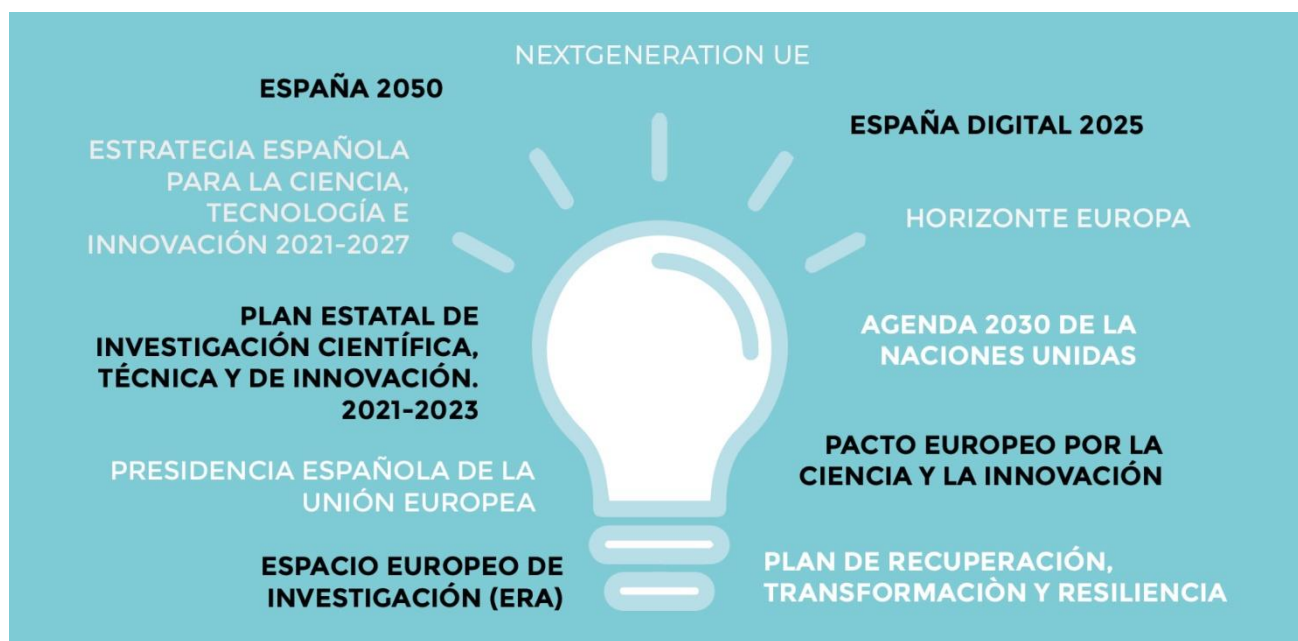 NEXTGENERATION UE
ESPAÑA 2050
ESTRATEGIA ESPAÑOLA
PARA LA CIENCIA,
TECNOLOGÍA E
INNOVACIÓN 2021-2027
PLAN ESTATAL DE
INVESTIGACIÓN CIENTÍFICA,
TÉCNICA Y DE INNOVACIÓN.
2021-2023
PRESIDENCIA ESPAÑOLA DE LA
UNIÓN EUROPEA
ESPACIO EUROPEO DE
INVESTIGACIÓN (ERA)
ESPAÑA DIGITAL 2025
HORIZONTE EUROPA
AGENDA 2030 DE LA
NACIONES UNIDAS
PACTO EUROPEO POR LA
CIENCIA Y LA INNOVACIÓN
PLAN DE RECUPERACIÓN,
TRANSFORMACIÒN Y RESILIENCIA